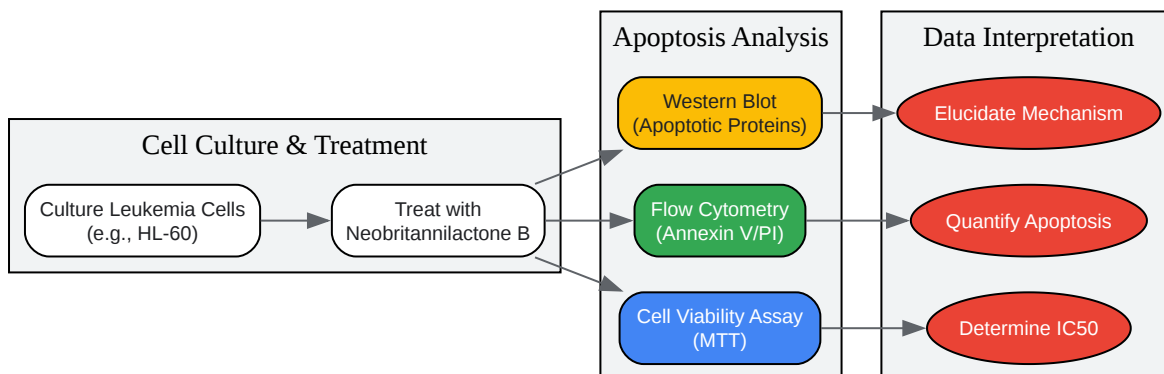 Cell Culture & Treatment
Culture Leukemia Cells
(e.g., HL-60)
Treat with
Neobritannilactone B
Apoptosis Analysis
Western Blot
(Apoptotic Proteins)
Flow Cytometry
(Annexin V/PI)
Cell Viability Assay
(MTT)
Data Interpretation
Elucidate Mechanism
Quantify Apoptosis
Determine IC50